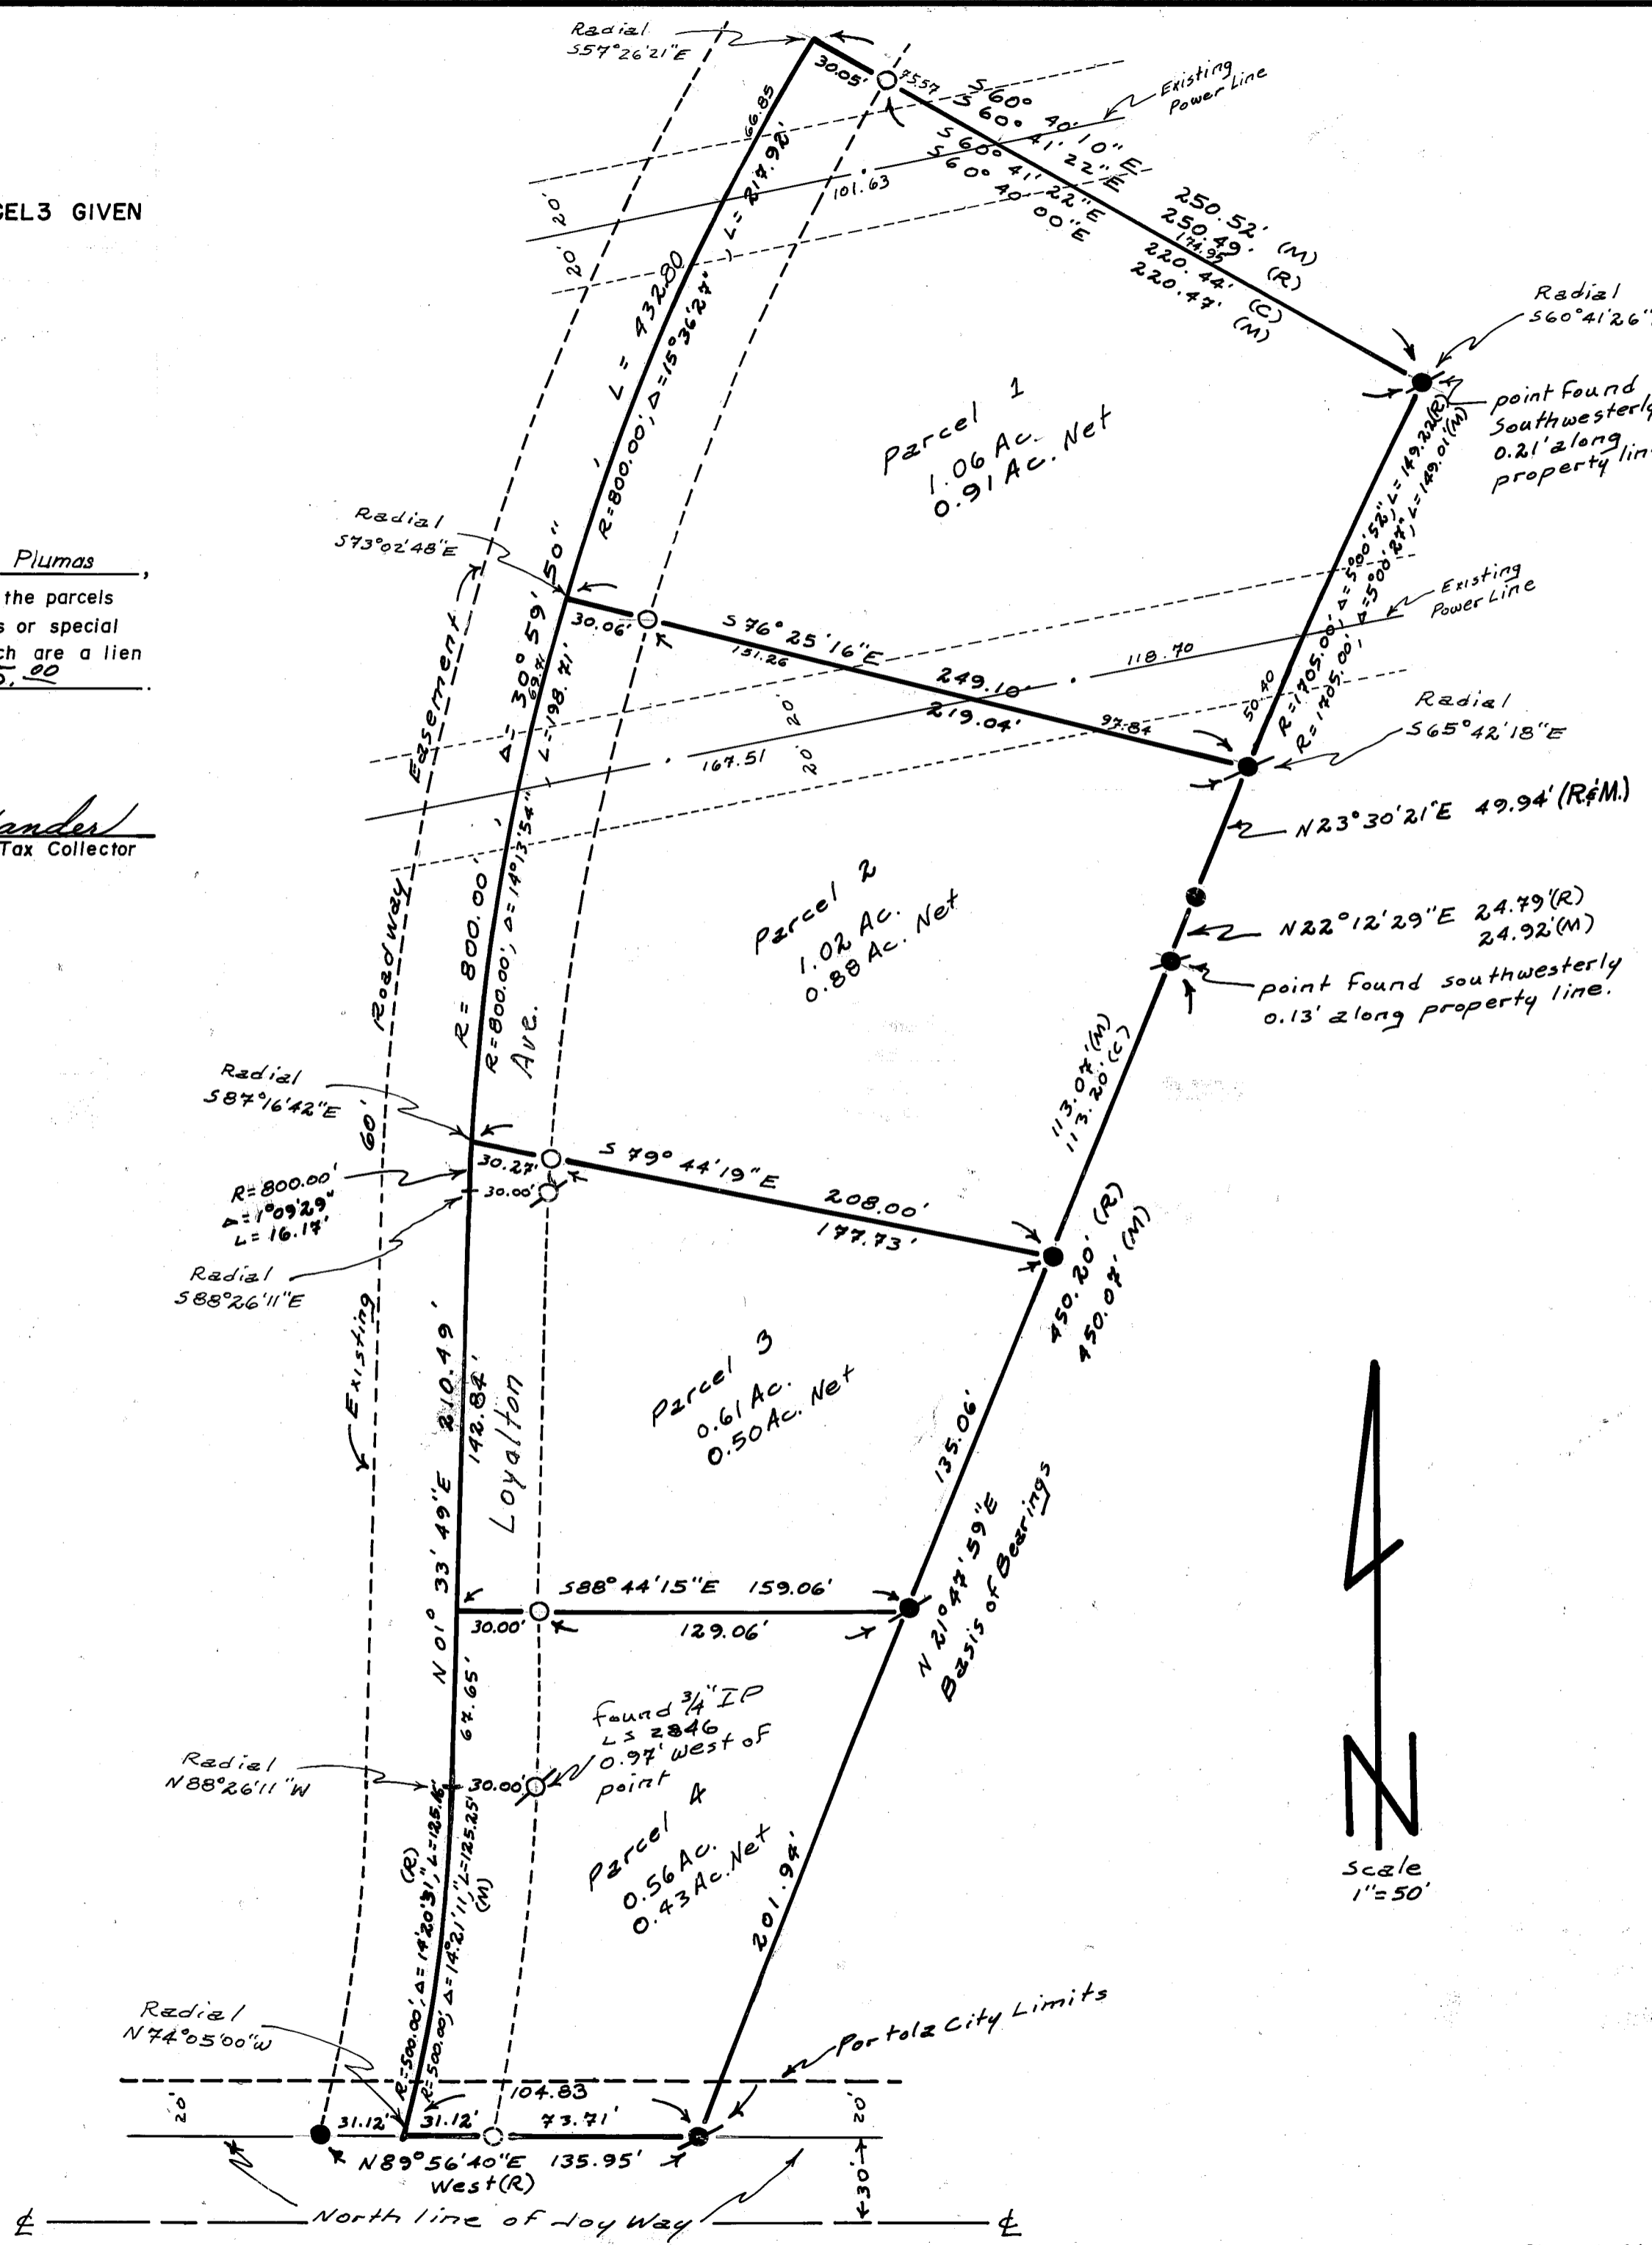 Radial
S57°26'21"E
30.05'
75.57
S 60° 40' 10" E
S 60° 41' 22" E
S 60° 41' 22" E
S 60° 40' 00" E
250.52' (M)
250.49' (R)
174.95
220.44' (C)
220.47' (M)
Existing
Power Line
66.85
L = 217.92'
101.63
20' 20'
CEL3 GIVEN
L = 432.80
R=800.00', Δ=15°36'27"
Radial
S60°41'26"
point found
Southwesterly
0.21' along
property lin
Parcel 1
1.06 Ac.
0.91 Ac. Net
R=1705.00', Δ=5°00'52", L=149.22(R)
R=1705.00', Δ=5°00'27", L=149.01'(M)
Radial
S73°02'48"E
Plumas,
the parcels
s or special
ch are a lien
5.00
ander
Tax Collector
30.06'
S 76° 25' 16" E
151.26
249.10'
219.04'
97.84
118.70
50.40
Existing
Power Line
Radial
S65°42'18"E
Δ = 30° 59' 50"
69.71
L=198.71'
167.51
20' 20'
N23°30'21"E 49.94' (R&M.)
Easement
Roadway
60'
Existing
R = 800.00'
R=800.00', Δ=14°13'54"
Ave.
Parcel 2
1.02 Ac.
0.88 Ac. Net
N22°12'29"E 24.79'(R)
24.92'(M)
point found southwesterly
0.13' along property line.
113.07'(M)
113.20'(C)
Radial
S87°16'42"E
30.27'
S 79° 44' 19" E
208.00'
177.73'
R=800.00'
Δ=1°09'29"
L=16.17'
30.00'
Radial
S88°26'11"E
450.20' (R)
450.07' (M)
N 01° 33' 49" E 210.49'
142.84'
Loyalton
Parcel 3
0.61 Ac.
0.50 Ac. Net
135.06'
N 21° 47' 59" E
Basis of Bearings
S88°44'15"E 159.06'
30.00'
129.06'
67.65'
found 3/4" IP
LS 2846
0.97' west of
point
Radial
N88°26'11"W
30.00'
Parcel 4
0.56 Ac.
0.43 Ac. Net
201.94'
R=500.00', Δ=14°20'31", L=125.16' (R)
R=500.00', Δ=14°21'11", L=125.25' (M)
Radial
N74°05'00"W
Portola City Limits
20'
104.83
20'
31.12'
31.12'
73.71'
N89°56'40"E 135.95'
West(R)
30'
North line of Joy Way
℄
℄
N
Scale
1"=50'